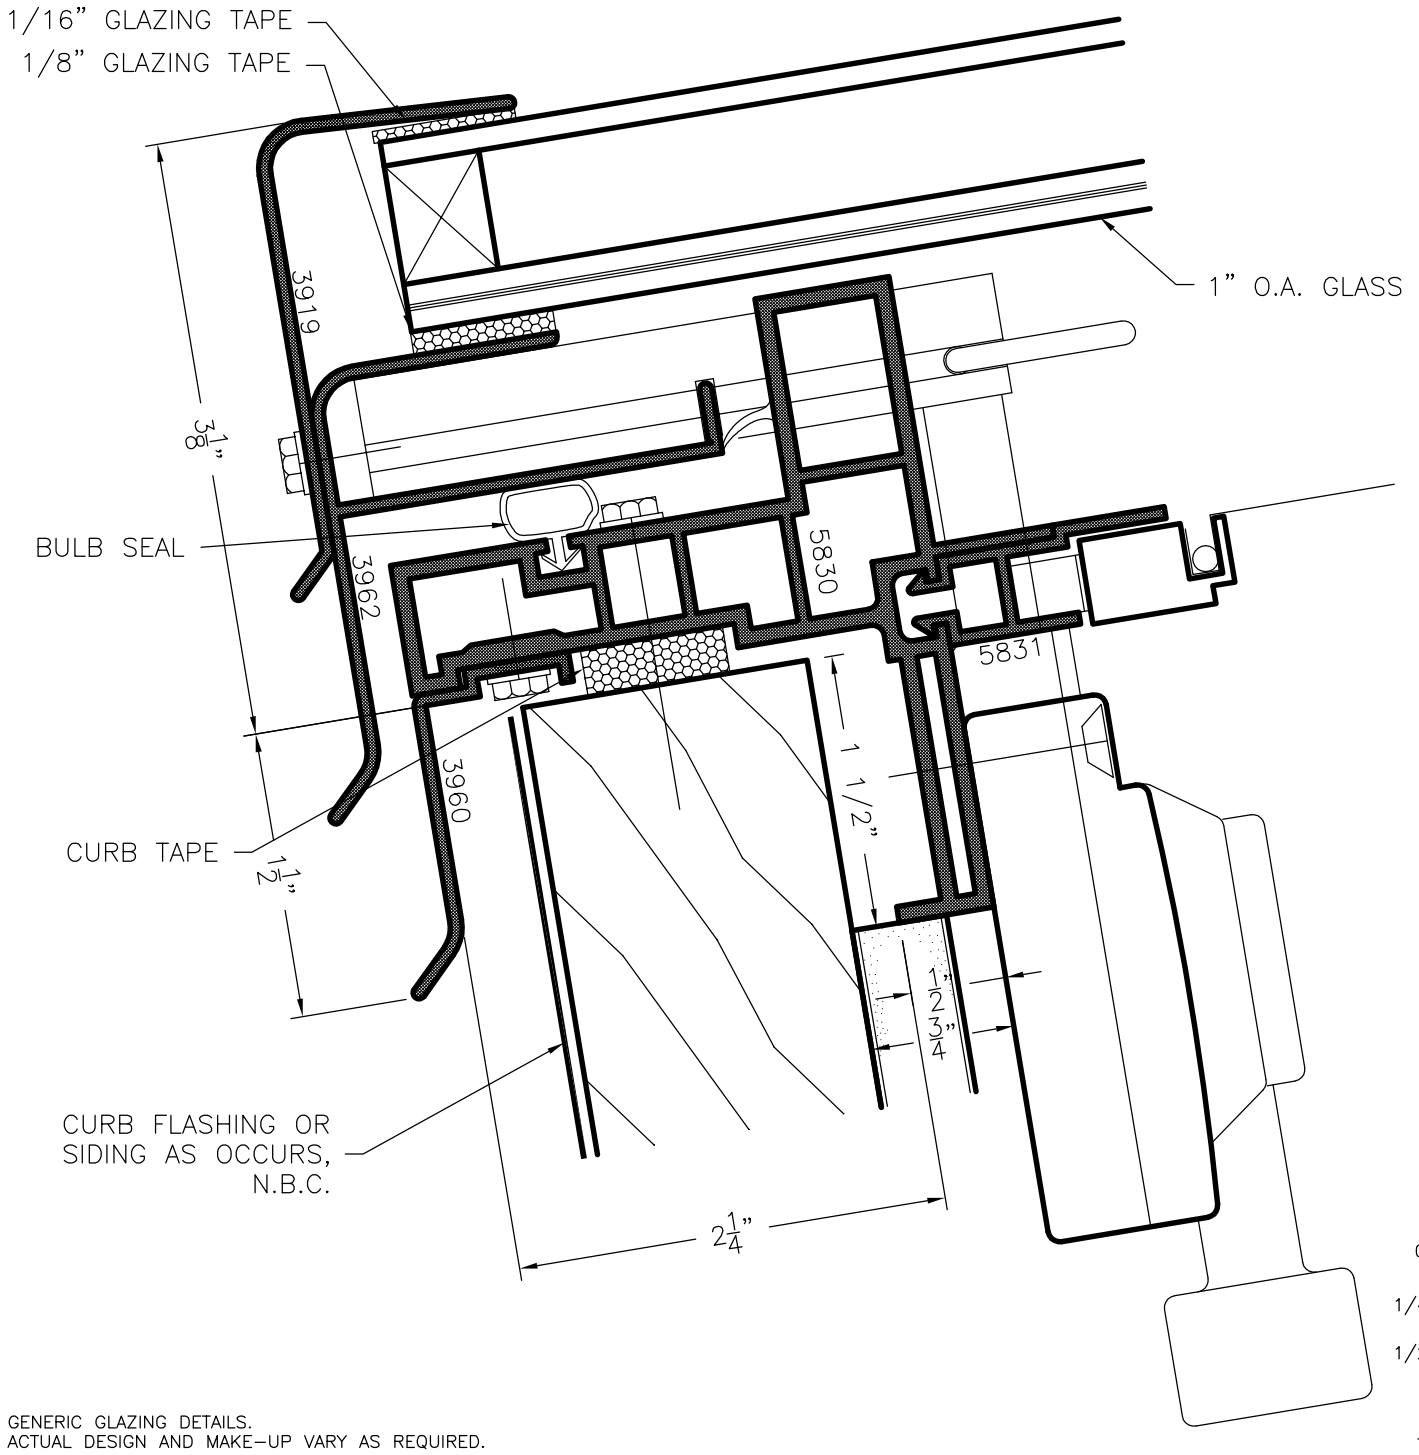 1/16” GLAZING TAPE
1/8” GLAZING TAPE
1” O.A. GLASS
3919
3 1/8”
BULB SEAL
5830
3962
5831
3960
1 1/2”
CURB TAPE
1 1/2”
1/2”
3/4”
CURB FLASHING OR
SIDING AS OCCURS,
N.B.C.
2 1/4”
GENERIC GLAZING DETAILS.
ACTUAL DESIGN AND MAKE-UP VARY AS REQUIRED.